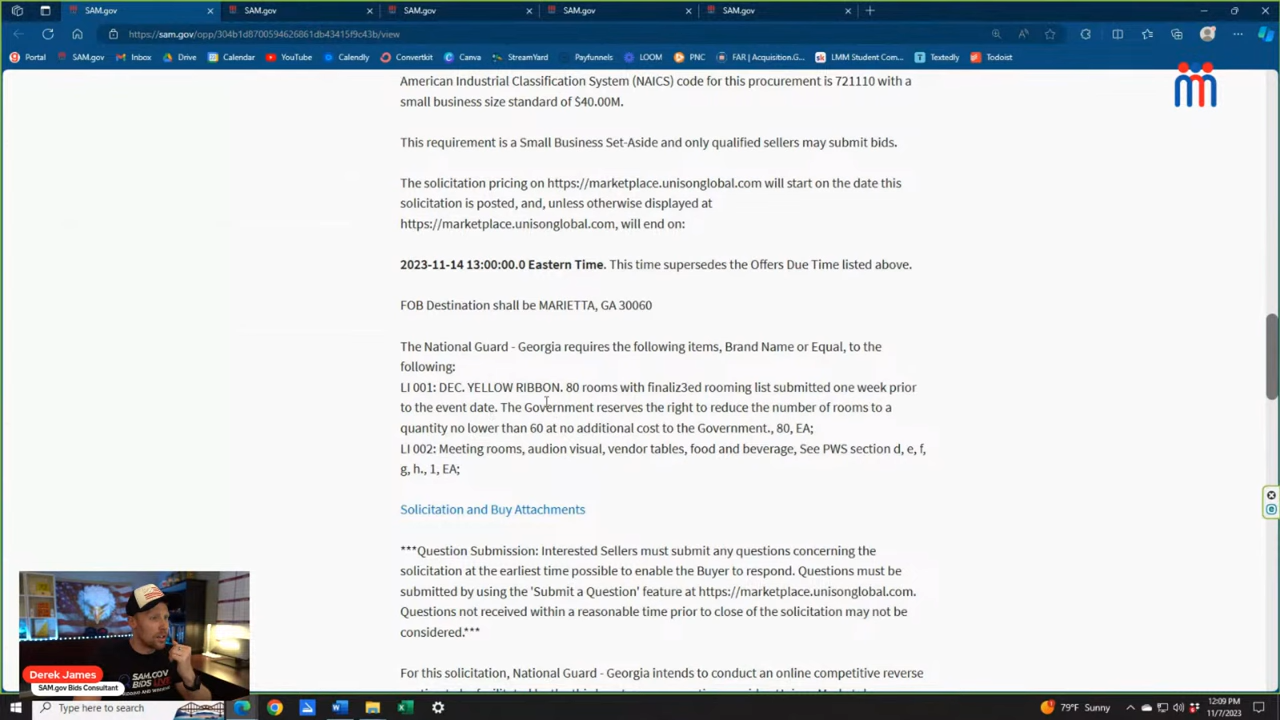 SAM.gov
SAM.gov
SAM.gov
SAM.gov
SAM.gov
https://sam.gov/opp/304b1d8700594626861db43415f9c43b/view
Portal
SAM.gov
Inbox
Drive
Calendar
YouTube
Calendly
Convertkit
Canva
StreamYard
Payfunnels
LOOM
PNC
FAR | Acquisition.G...
LMM Student Com...
Textedly
Todoist
American Industrial Classification System (NAICS) code for this procurement is 721110 with a
small business size standard of $40.00M.
This requirement is a Small Business Set-Aside and only qualified sellers may submit bids.
The solicitation pricing on https://marketplace.unisonglobal.com will start on the date this
solicitation is posted, and, unless otherwise displayed at
https://marketplace.unisonglobal.com, will end on:
2023-11-14 13:00:00.0 Eastern Time. This time supersedes the Offers Due Time listed above.
FOB Destination shall be MARIETTA, GA 30060
The National Guard - Georgia requires the following items, Brand Name or Equal, to the
following:
LI 001: DEC. YELLOW RIBBON. 80 rooms with finaliz3ed rooming list submitted one week prior
to the event date. The Government reserves the right to reduce the number of rooms to a
quantity no lower than 60 at no additional cost to the Government., 80, EA;
LI 002: Meeting rooms, audion visual, vendor tables, food and beverage, See PWS section d, e, f,
g, h., 1, EA;
Solicitation and Buy Attachments
***Question Submission: Interested Sellers must submit any questions concerning the
solicitation at the earliest time possible to enable the Buyer to respond. Questions must be
submitted by using the 'Submit a Question' feature at https://marketplace.unisonglobal.com.
Questions not received within a reasonable time prior to close of the solicitation may not be
considered.***
For this solicitation, National Guard - Georgia intends to conduct an online competitive reverse
SAM.GOV
BIDS LIVE
Derek James
SAM.gov Bids Consultant
Type here to search
79°F Sunny
12:09 PM
11/7/2023